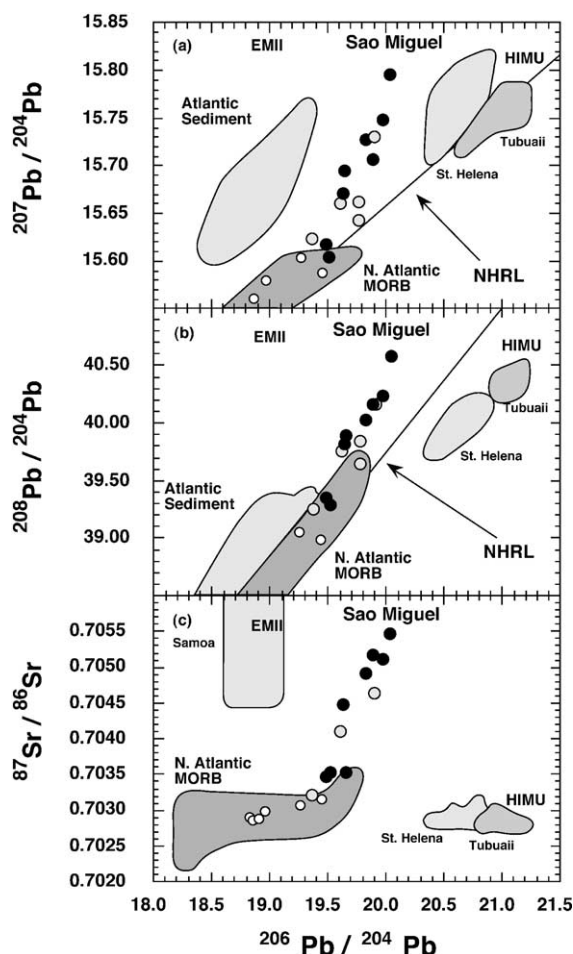 (a)
EMII
Sao Miguel
HIMU
Atlantic
Sediment
Tubuaii
St. Helena
N. Atlantic
MORB
NHRL
15.85
15.80
15.75
15.70
15.65
15.60
207Pb / 204Pb
(b)
EMII
Sao Miguel
HIMU
Tubuaii
St. Helena
Atlantic
Sediment
N. Atlantic
MORB
NHRL
40.50
40.00
39.50
39.00
208Pb / 204Pb
(c)
Sao Miguel
EMII
Samoa
N. Atlantic
MORB
HIMU
St. Helena
Tubuaii
0.7055
0.7050
0.7045
0.7040
0.7035
0.7030
0.7025
0.7020
87Sr / 86Sr
18.0 18.5 19.0 19.5 20.0 20.5 21.0 21.5
206 Pb / 204 Pb